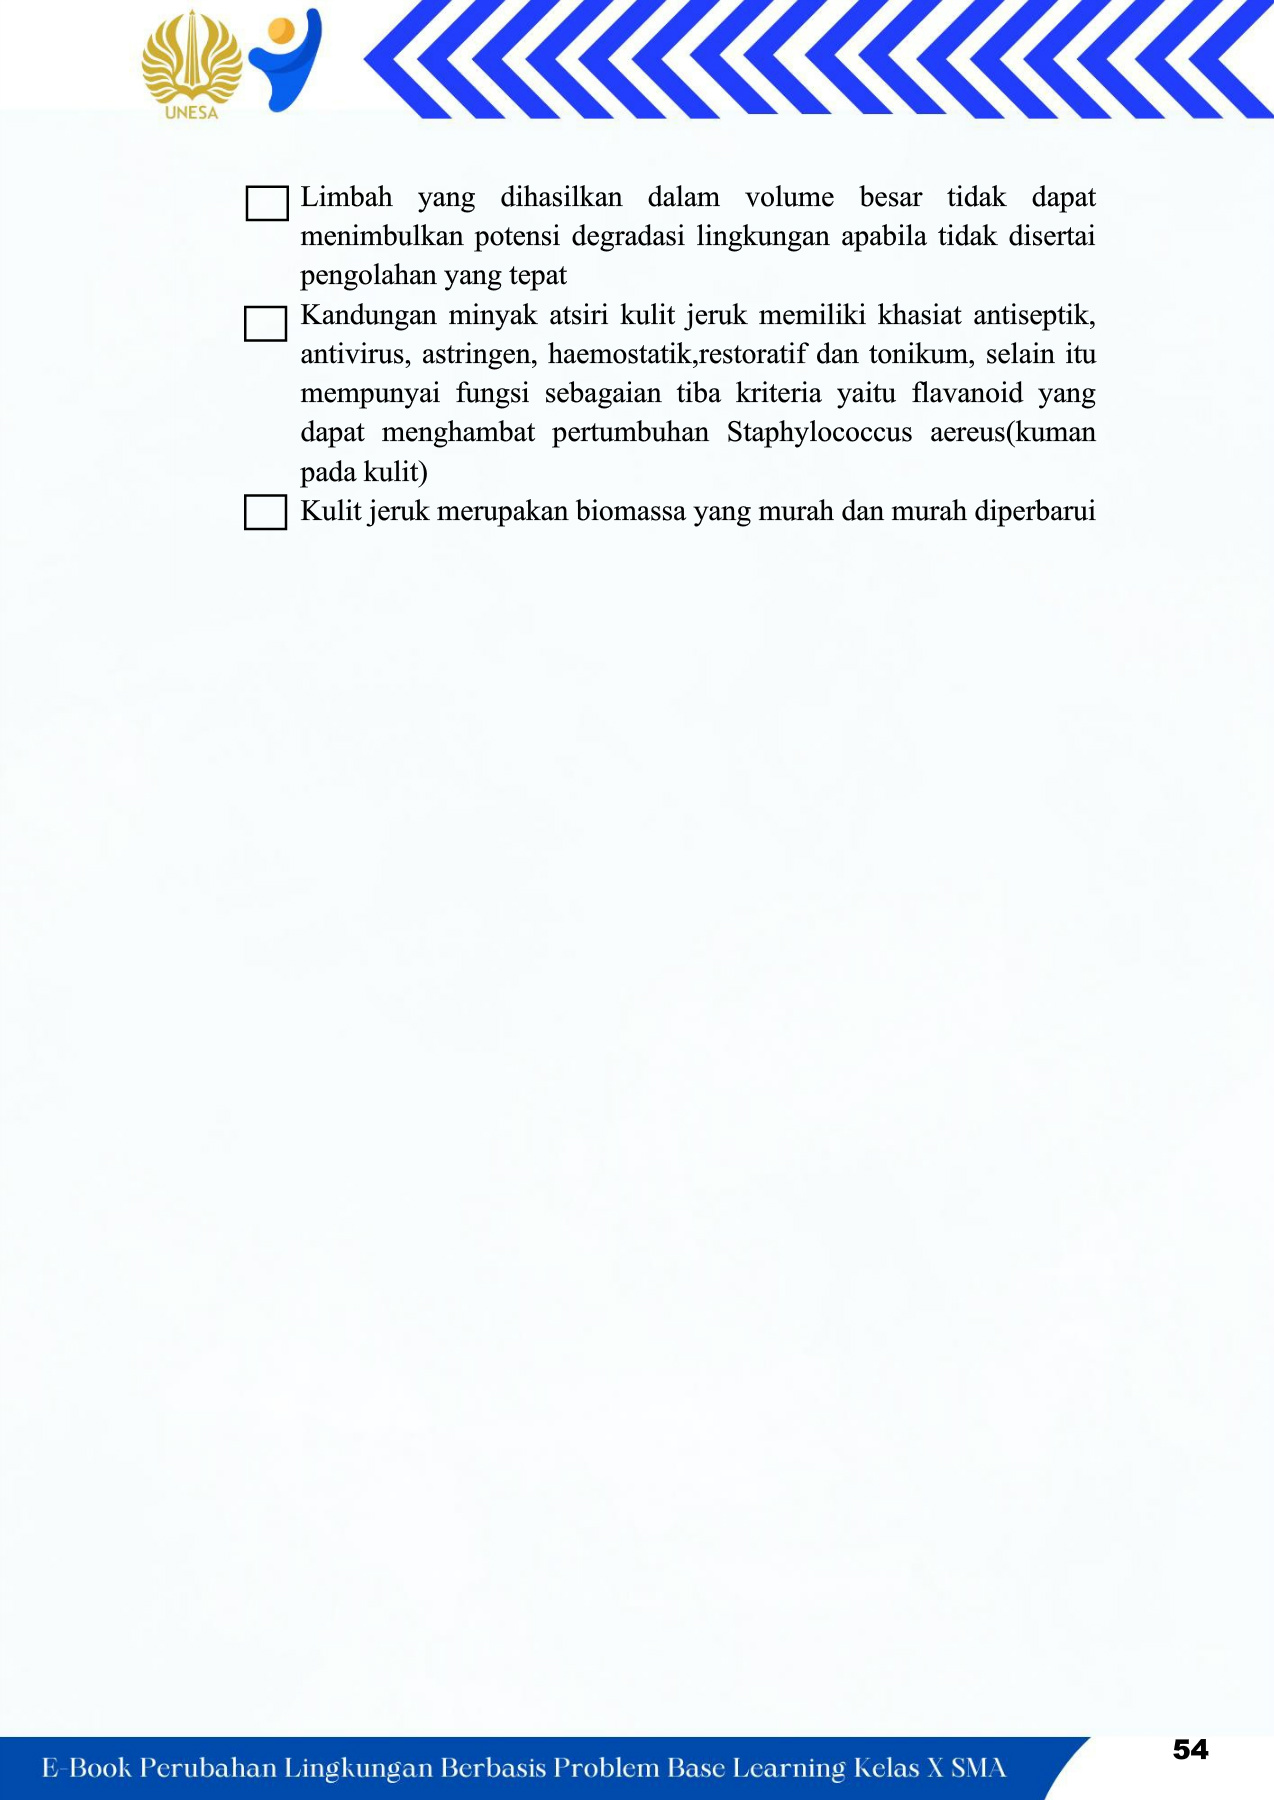 UNESA
Limbah yang dihasilkan dalam volume besar tidak dapat
menimbulkan potensi degradasi lingkungan apabila tidak disertai
pengolahan yang tepat
Kandungan minyak atsiri kulit jeruk memiliki khasiat antiseptik,
antivirus, astringen, haemostatik,restoratif dan tonikum, selain itu
mempunyai fungsi sebagaian tiba kriteria yaitu flavanoid yang
dapat menghambat pertumbuhan Staphylococcus aereus(kuman
pada kulit)
Kulit jeruk merupakan biomassa yang murah dan murah diperbarui
E-Book Perubahan Lingkungan Berbasis Problem Base Learning Kelas X SMA
54